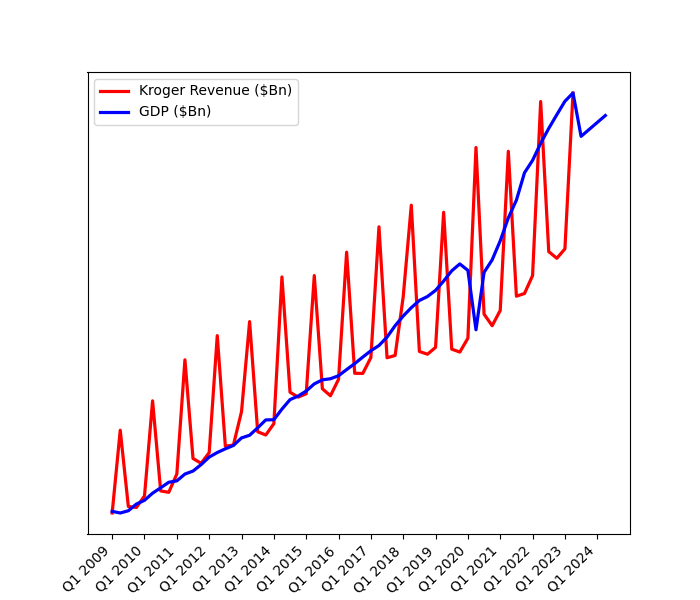 Kroger Revenue ($Bn)
GDP ($Bn)
Q1 2009
Q1 2010
Q1 2011
Q1 2012
Q1 2013
Q1 2014
Q1 2015
Q1 2016
Q1 2017
Q1 2018
Q1 2019
Q1 2020
Q1 2021
Q1 2022
Q1 2023
Q1 2024